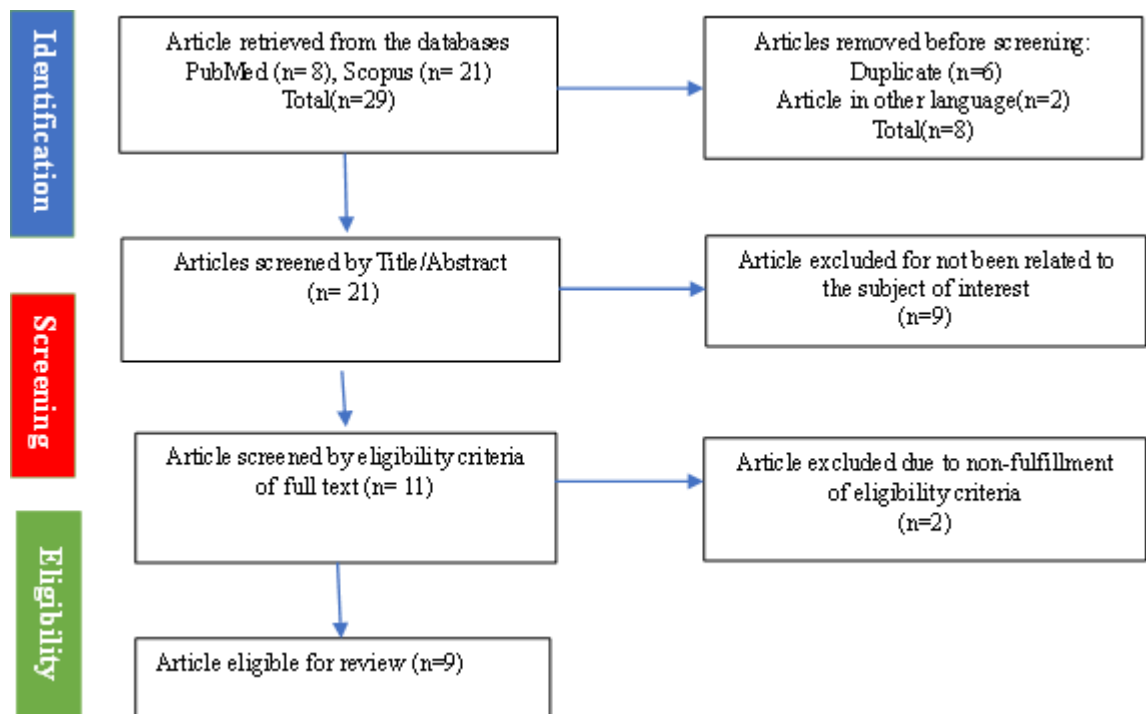 Identification
Article retrieved from the databases
PubMed (n= 8), Scopus (n= 21)
Total(n=29)
Articles removed before screening:
Duplicate (n=6)
Article in other language(n=2)
Total(n=8)
Screening
Articles screened by Title/Abstract
(n= 21)
Article excluded for not been related to
the subject of interest
(n=9)
Article screened by eligibility criteria
of full text (n= 11)
Article excluded due to non-fulfillment
of eligibility criteria
(n=2)
Eligibility
Article eligible for review (n=9)